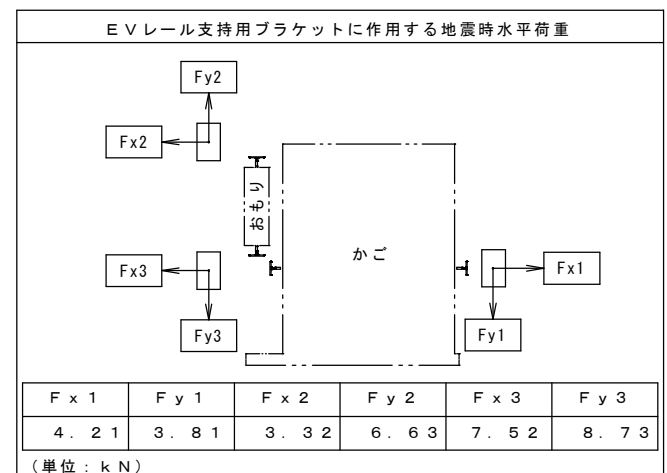 EVレール支持用ブラケットに作用する地震時水平荷重
Fy2
Fx2
おもり
かご
Fx3
Fx1
Fy3
Fy1
Fx1 Fy1 Fx2 Fy2 Fx3 Fy3
4.21 3.81 3.32 6.63 7.52 8.73
(単位:kN)